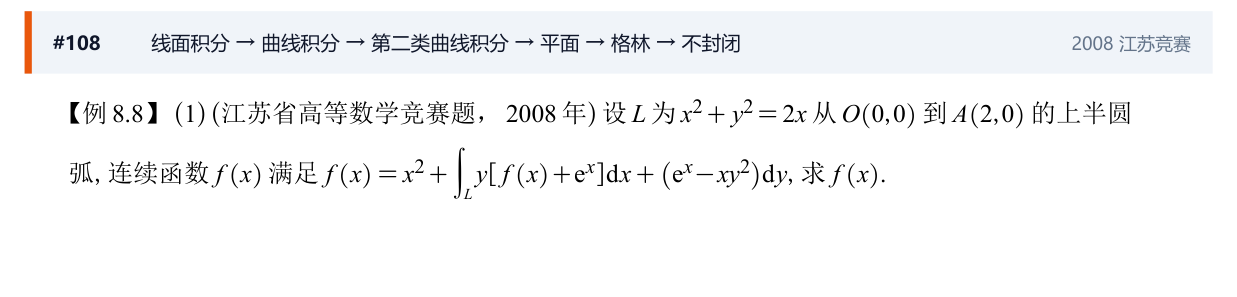 #108 线面积分 → 曲线积分 → 第二类曲线积分 → 平面 → 格林 → 不封闭 2008 江苏竞赛
【例 8.8】(1)(江苏省高等数学竞赛题, 2008 年) 设 L 为 x²+y²=2x 从 O(0,0) 到 A(2,0) 的上半圆
弧, 连续函数 f(x) 满足 f(x)=x²+∫_L y[f(x)+eˣ]dx+(eˣ−xy²)dy, 求 f(x).